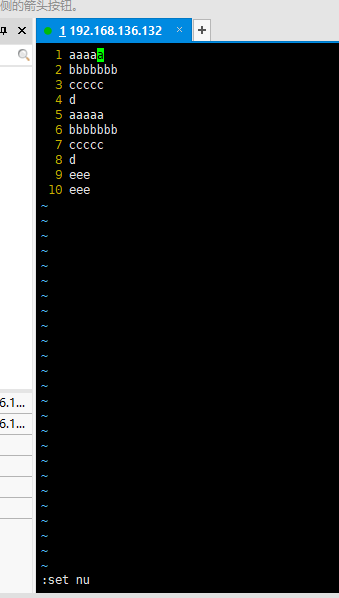 侧的箭头按钮。
1 192.168.136.132 × +
1 aaaaa
2 bbbbbbb
3 ccccc
4 d
5 aaaaa
6 bbbbbbb
7 ccccc
8 d
9 eee
10 eee
~
~
~
~
~
~
~
~
~
~
~
~
6.1...
~
6.1...
~
~
~
~
~
~
~
~
~
~
~
~
:set nu